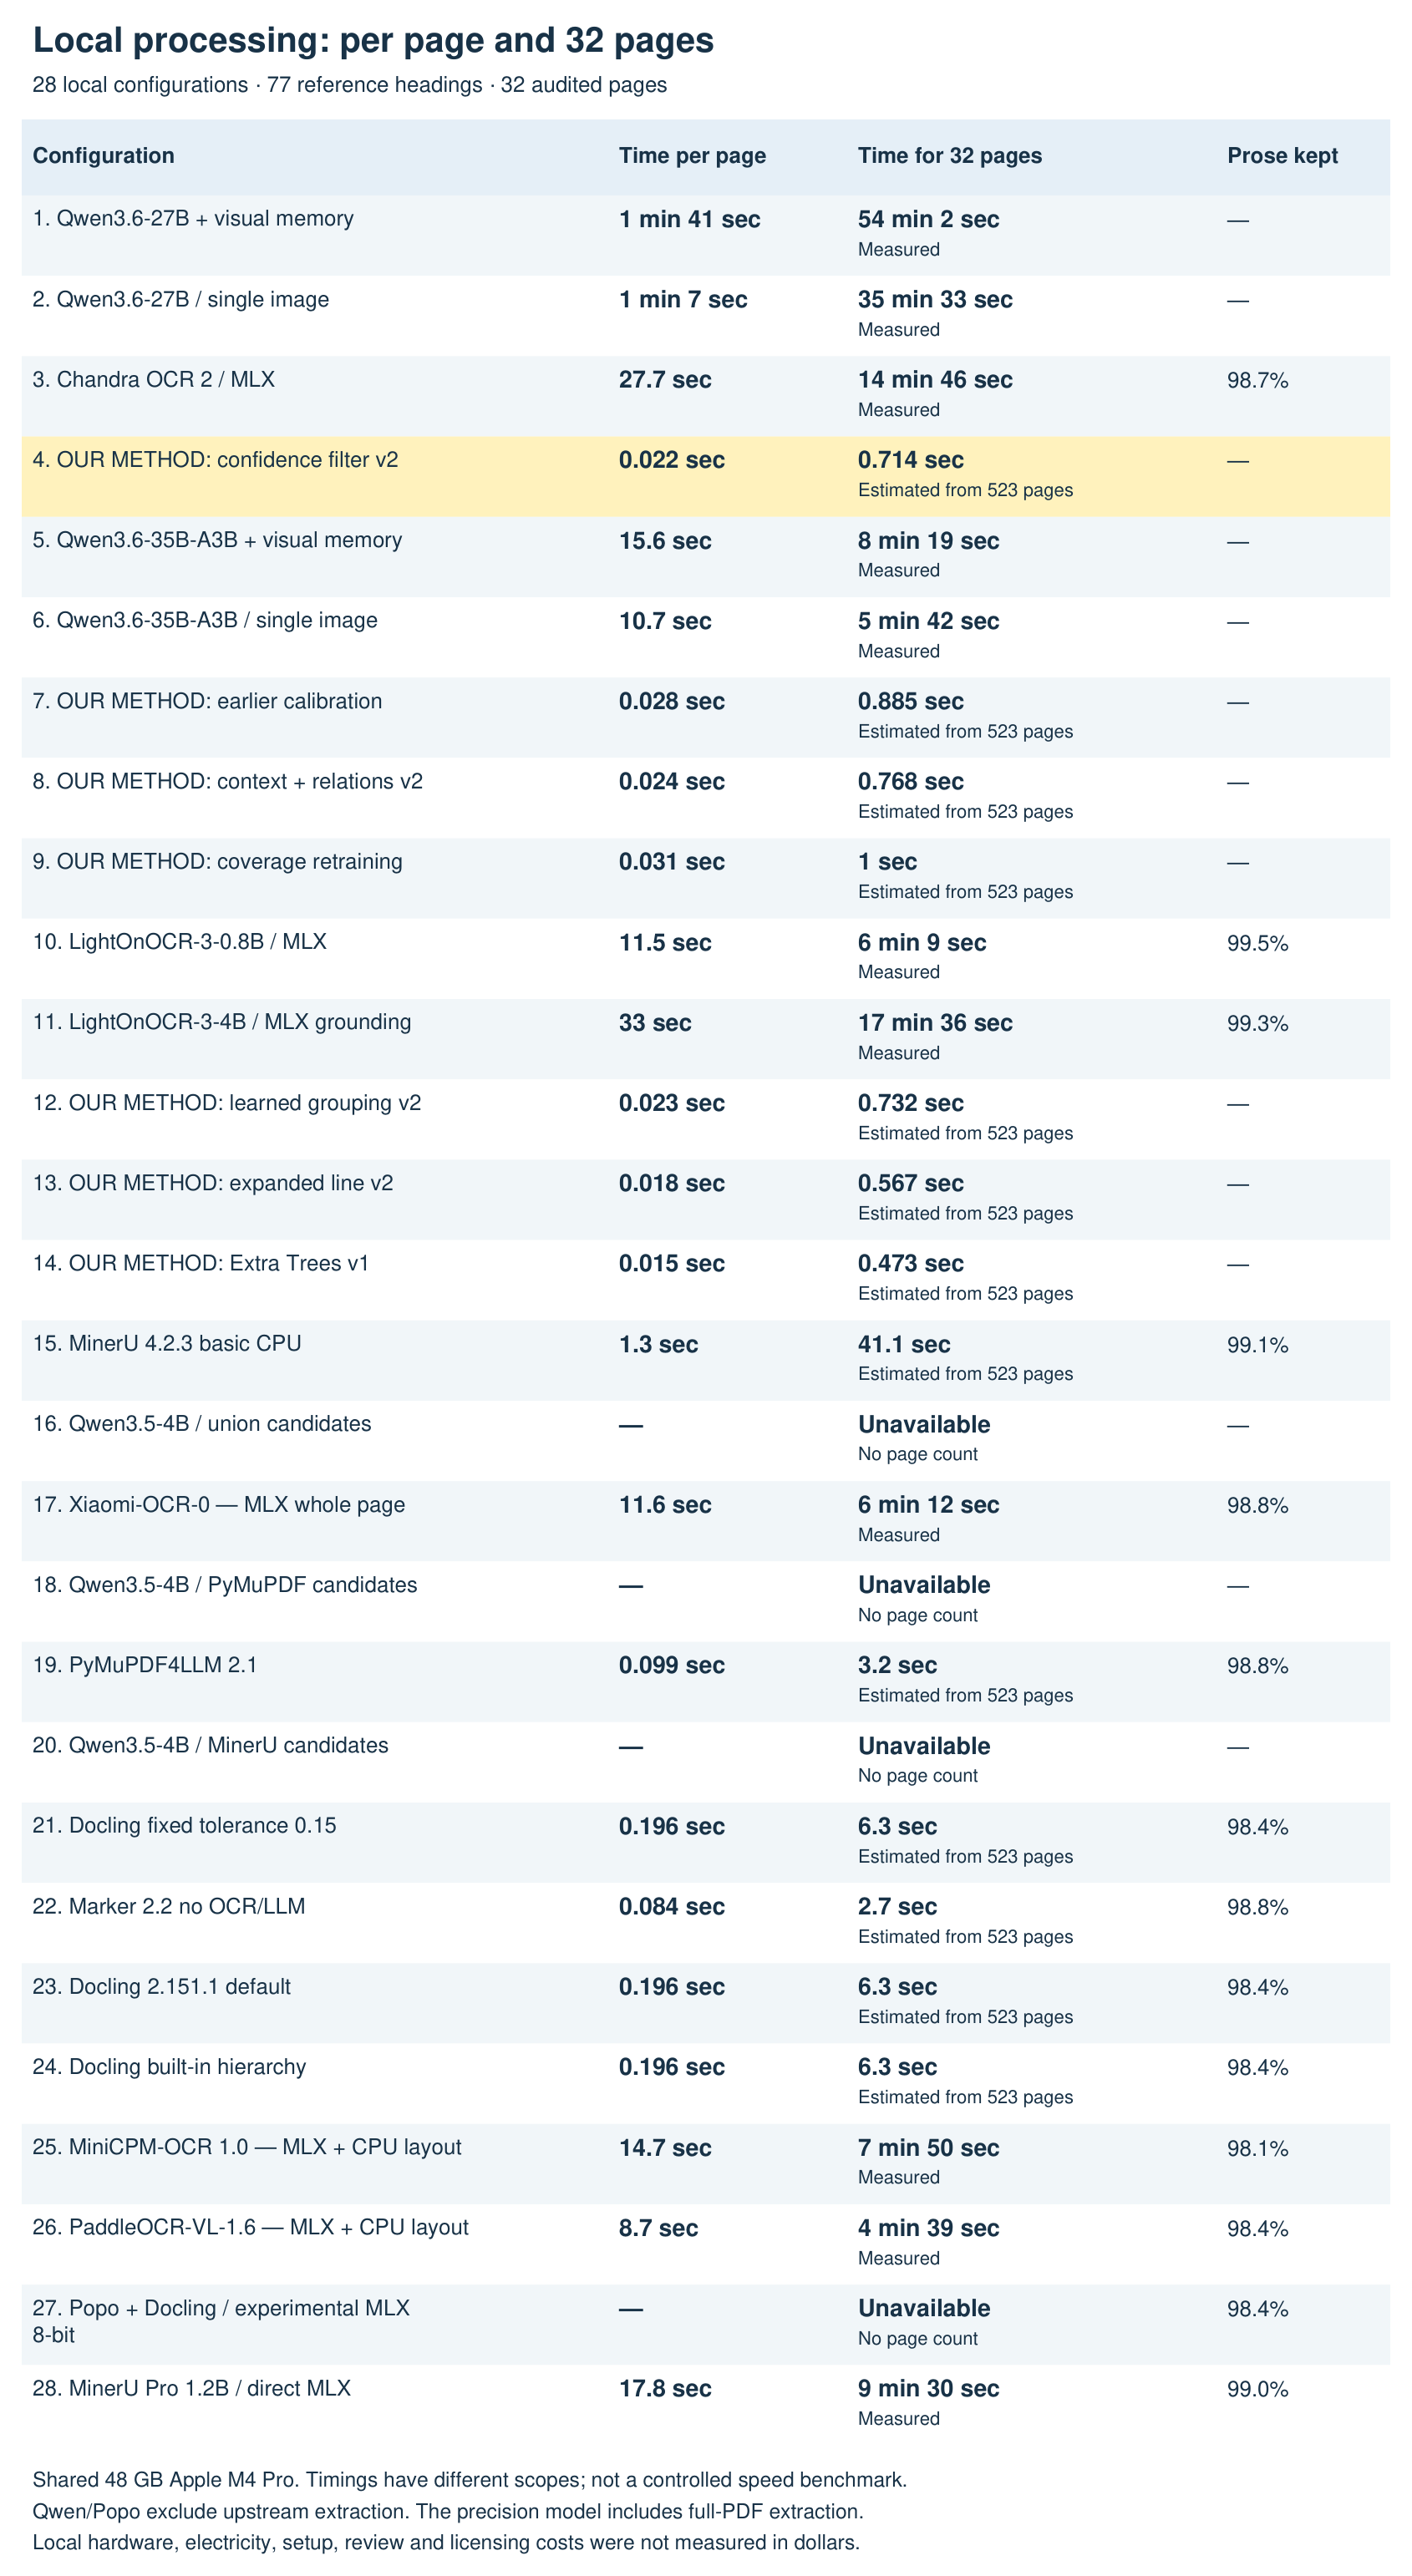 Local processing: per page and 32 pages
28 local configurations · 77 reference headings · 32 audited pages
Configuration Time per page Time for 32 pages Prose kept
1. Qwen3.6-27B + visual memory 1 min 41 sec 54 min 2 sec —
Measured
2. Qwen3.6-27B / single image 1 min 7 sec 35 min 33 sec —
Measured
3. Chandra OCR 2 / MLX 27.7 sec 14 min 46 sec 98.7%
Measured
4. OUR METHOD: confidence filter v2 0.022 sec 0.714 sec —
Estimated from 523 pages
5. Qwen3.6-35B-A3B + visual memory 15.6 sec 8 min 19 sec —
Measured
6. Qwen3.6-35B-A3B / single image 10.7 sec 5 min 42 sec —
Measured
7. OUR METHOD: earlier calibration 0.028 sec 0.885 sec —
Estimated from 523 pages
8. OUR METHOD: context + relations v2 0.024 sec 0.768 sec —
Estimated from 523 pages
9. OUR METHOD: coverage retraining 0.031 sec 1 sec —
Estimated from 523 pages
10. LightOnOCR-3-0.8B / MLX 11.5 sec 6 min 9 sec 99.5%
Measured
11. LightOnOCR-3-4B / MLX grounding 33 sec 17 min 36 sec 99.3%
Measured
12. OUR METHOD: learned grouping v2 0.023 sec 0.732 sec —
Estimated from 523 pages
13. OUR METHOD: expanded line v2 0.018 sec 0.567 sec —
Estimated from 523 pages
14. OUR METHOD: Extra Trees v1 0.015 sec 0.473 sec —
Estimated from 523 pages
15. MinerU 4.2.3 basic CPU 1.3 sec 41.1 sec 99.1%
Estimated from 523 pages
16. Qwen3.5-4B / union candidates — Unavailable —
No page count
17. Xiaomi-OCR-0 — MLX whole page 11.6 sec 6 min 12 sec 98.8%
Measured
18. Qwen3.5-4B / PyMuPDF candidates — Unavailable —
No page count
19. PyMuPDF4LLM 2.1 0.099 sec 3.2 sec 98.8%
Estimated from 523 pages
20. Qwen3.5-4B / MinerU candidates — Unavailable —
No page count
21. Docling fixed tolerance 0.15 0.196 sec 6.3 sec 98.4%
Estimated from 523 pages
22. Marker 2.2 no OCR/LLM 0.084 sec 2.7 sec 98.8%
Estimated from 523 pages
23. Docling 2.151.1 default 0.196 sec 6.3 sec 98.4%
Estimated from 523 pages
24. Docling built-in hierarchy 0.196 sec 6.3 sec 98.4%
Estimated from 523 pages
25. MiniCPM-OCR 1.0 — MLX + CPU layout 14.7 sec 7 min 50 sec 98.1%
Measured
26. PaddleOCR-VL-1.6 — MLX + CPU layout 8.7 sec 4 min 39 sec 98.4%
Measured
27. Popo + Docling / experimental MLX — Unavailable 98.4%
8-bit No page count
28. MinerU Pro 1.2B / direct MLX 17.8 sec 9 min 30 sec 99.0%
Measured
Shared 48 GB Apple M4 Pro. Timings have different scopes; not a controlled speed benchmark.
Qwen/Popo exclude upstream extraction. The precision model includes full-PDF extraction.
Local hardware, electricity, setup, review and licensing costs were not measured in dollars.